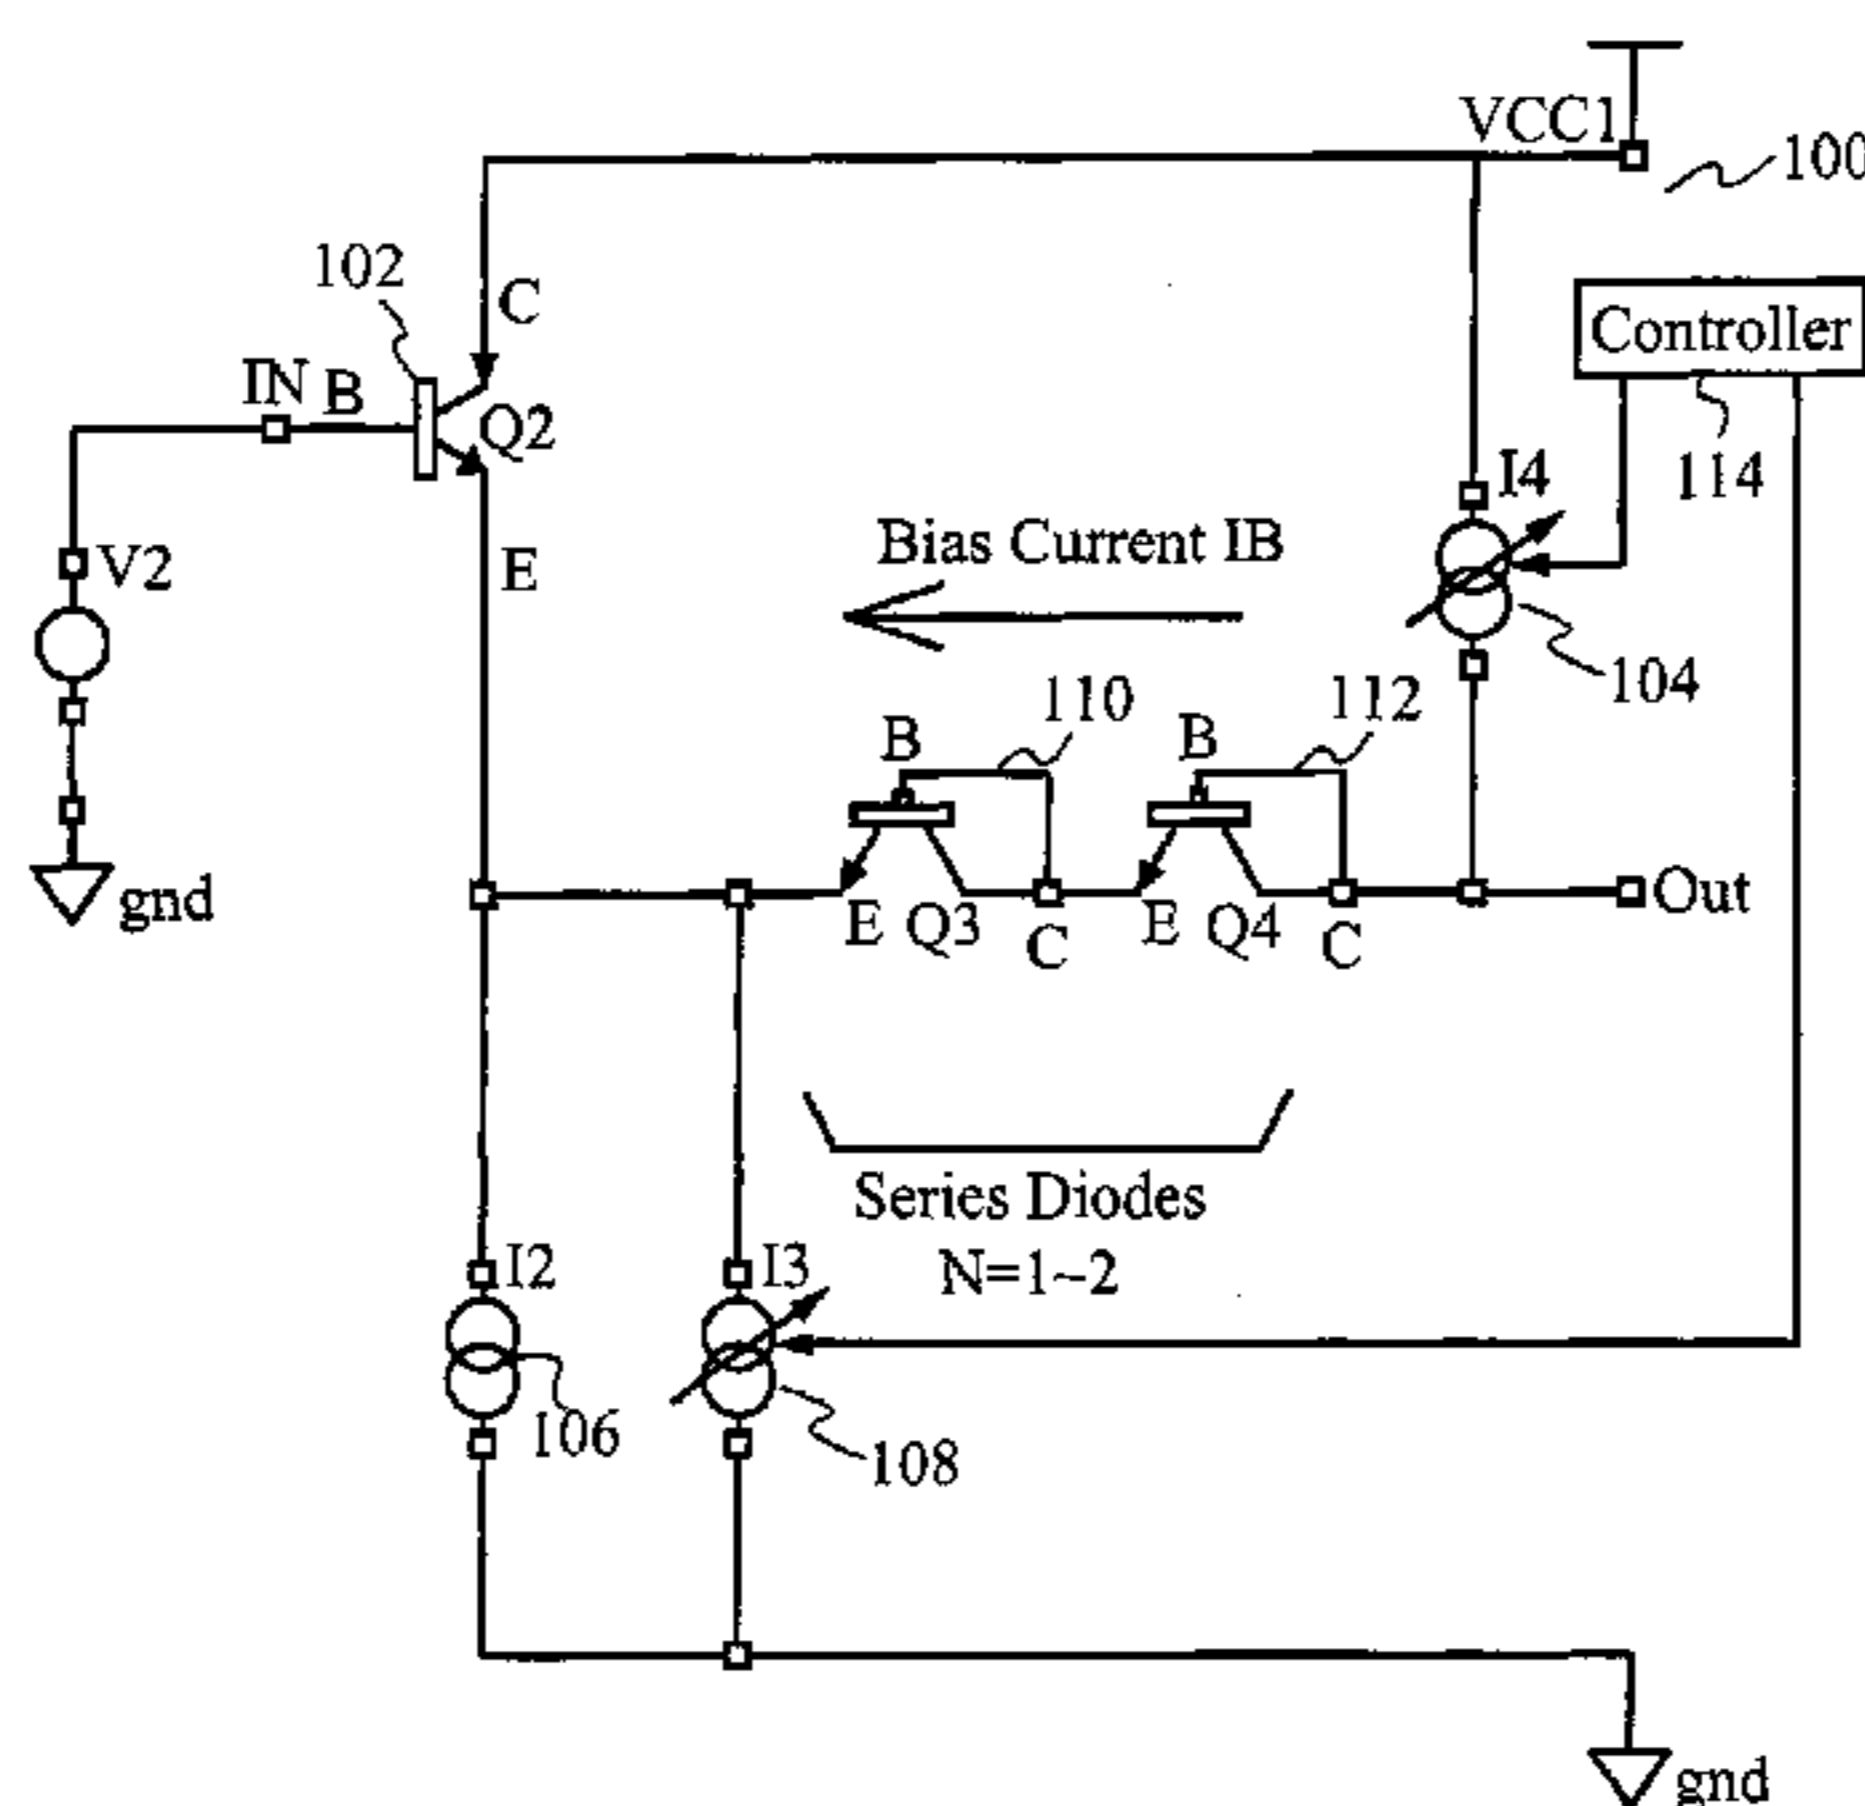 VCC1
100
102
C
Controller
IN
B
Q2
I4
114
V2
E
Bias Current IB
104
110
112
B
B
gnd
E
Q3
C
E
Q4
C
Out
Series Diodes
N=1~2
I2
I3
106
108
gnd